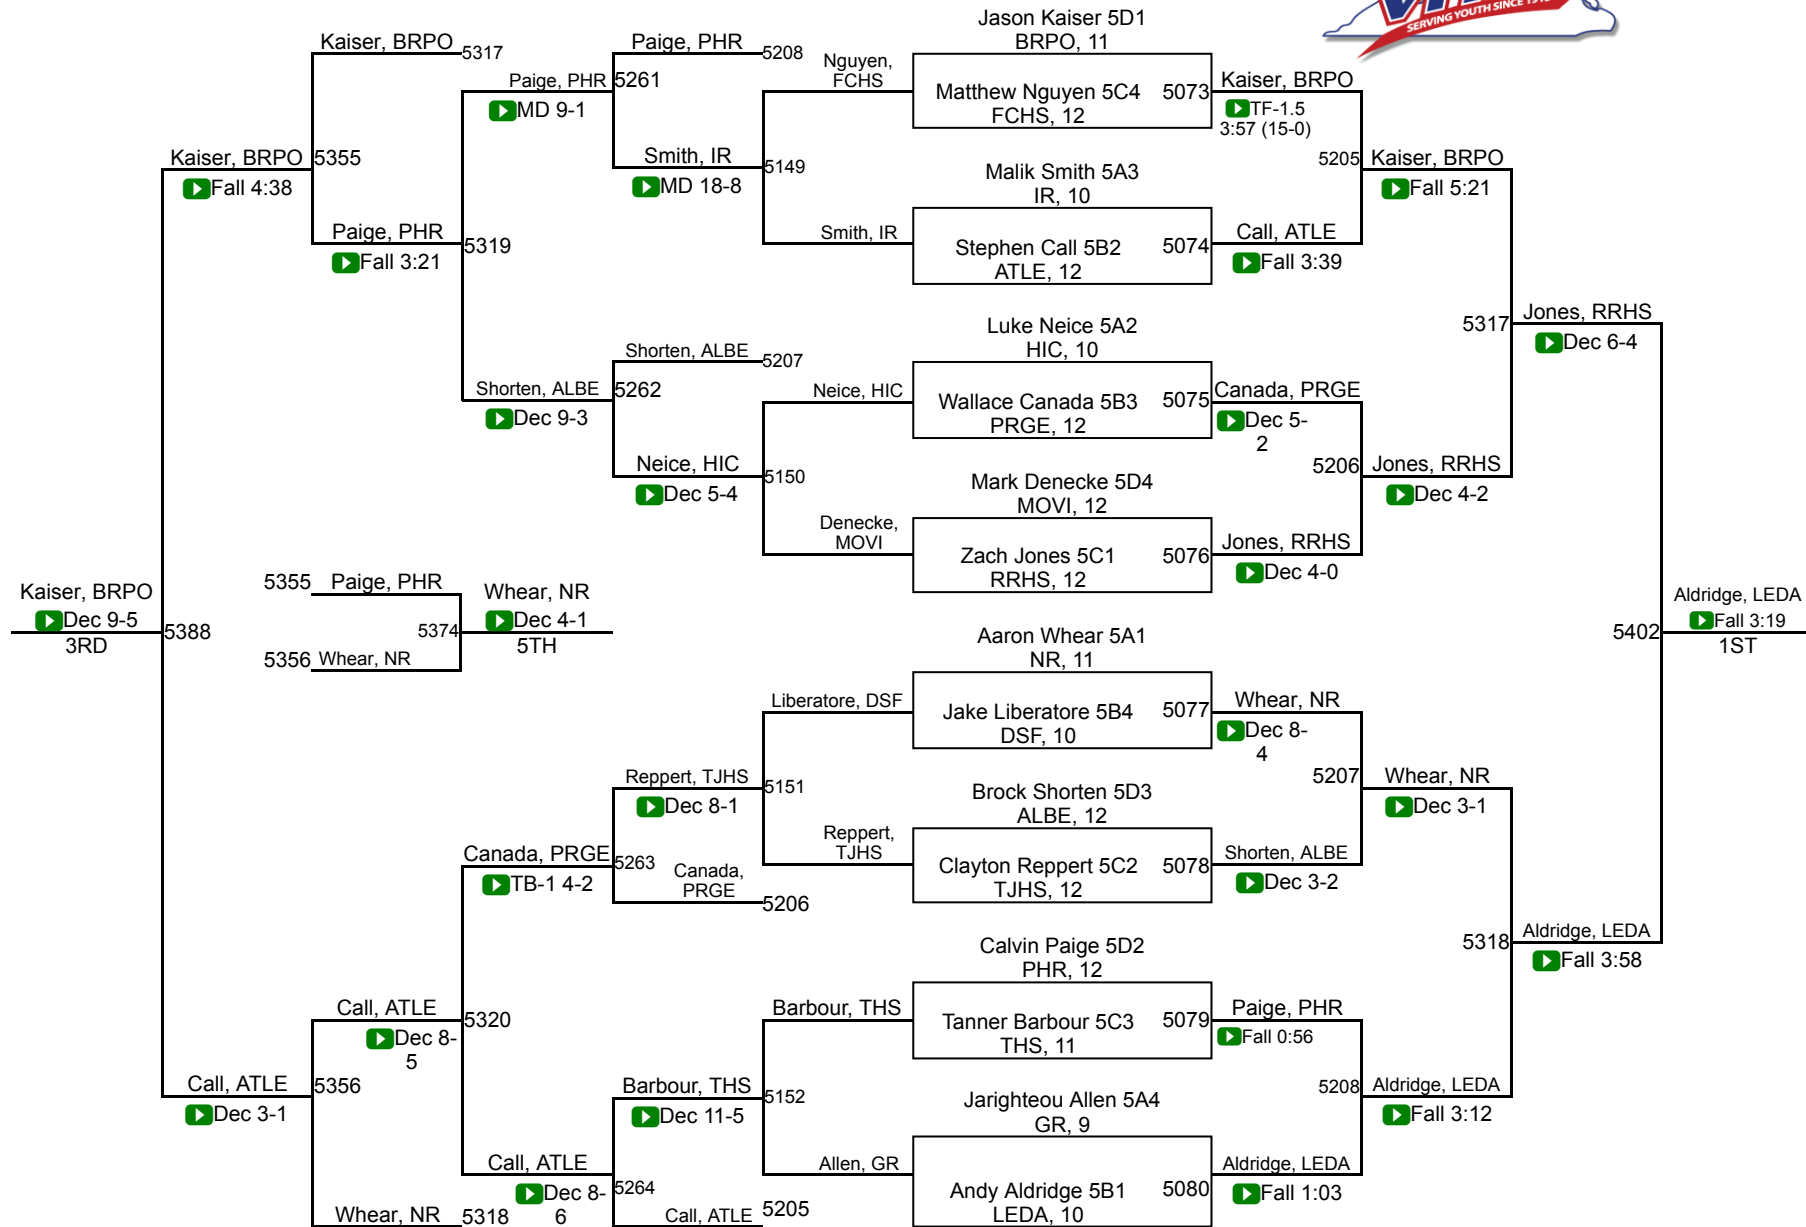 SERVING YOUTH SINCE 1913
Kaiser, BRPO
5317
Paige, PHR
5208
Jason Kaiser 5D1
BRPO, 11
Nguyen,
FCHS
Paige, PHR
5261
MD 9-1
Matthew Nguyen 5C4
FCHS, 12
5073
Kaiser, BRPO
TF-1.5
3:57 (15-0)
Kaiser, BRPO
5355
Fall 4:38
Smith, IR
5149
MD 18-8
Malik Smith 5A3
IR, 10
5205
Kaiser, BRPO
Fall 5:21
Paige, PHR
5319
Fall 3:21
Smith, IR
Stephen Call 5B2
ATLE, 12
5074
Call, ATLE
Fall 3:39
Luke Neice 5A2
HIC, 10
5317
Jones, RRHS
Dec 6-4
Shorten, ALBE
5207
Shorten, ALBE
5262
Dec 9-3
Neice, HIC
Wallace Canada 5B3
PRGE, 12
5075
Canada, PRGE
Dec 5-
2
Neice, HIC
5150
Dec 5-4
Mark Denecke 5D4
MOVI, 12
5206
Jones, RRHS
Dec 4-2
Denecke,
MOVI
Zach Jones 5C1
RRHS, 12
5076
Jones, RRHS
Dec 4-0
Kaiser, BRPO
Dec 9-5
3RD
5388
5355
Paige, PHR
5374
5356
Whear, NR
Whear, NR
Dec 4-1
5TH
Aaron Whear 5A1
NR, 11
5402
Aldridge, LEDA
Fall 3:19
1ST
Liberatore, DSF
Jake Liberatore 5B4
DSF, 10
5077
Whear, NR
Dec 8-
4
Reppert, TJHS
5151
Dec 8-1
Brock Shorten 5D3
ALBE, 12
5207
Whear, NR
Dec 3-1
Canada, PRGE
5263
TB-1 4-2
Canada,
PRGE
5206
Reppert,
TJHS
Clayton Reppert 5C2
TJHS, 12
5078
Shorten, ALBE
Dec 3-2
Calvin Paige 5D2
PHR, 12
5318
Aldridge, LEDA
Fall 3:58
Call, ATLE
5320
Dec 8-
5
Barbour, THS
Tanner Barbour 5C3
THS, 11
5079
Paige, PHR
Fall 0:56
Call, ATLE
5356
Dec 3-1
Barbour, THS
5152
Dec 11-5
Jarighteou Allen 5A4
GR, 9
5208
Aldridge, LEDA
Fall 3:12
Call, ATLE
5264
Dec 8-
6
Allen, GR
Andy Aldridge 5B1
LEDA, 10
5080
Aldridge, LEDA
Fall 1:03
Whear, NR
5318
Call, ATLE
5205